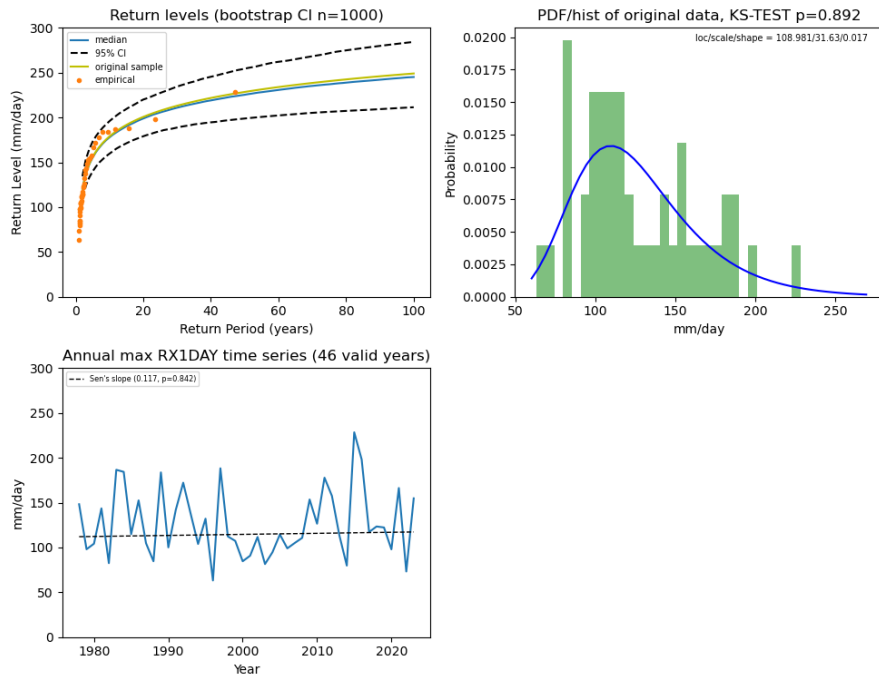 Return levels (bootstrap CI n=1000)
300
250
200
150
100
50
0
Return Level (mm/day)
median
95% CI
original sample
empirical
0 20 40 60 80 100
Return Period (years)
PDF/hist of original data, KS-TEST p=0.892
loc/scale/shape = 108.981/31.63/0.017
0.0200
0.0175
0.0150
0.0125
0.0100
0.0075
0.0050
0.0025
0.0000
Probability
50 100 150 200 250
mm/day
Annual max RX1DAY time series (46 valid years)
Sen's slope (0.117, p=0.842)
300
250
200
150
100
50
0
mm/day
1980 1990 2000 2010 2020
Year